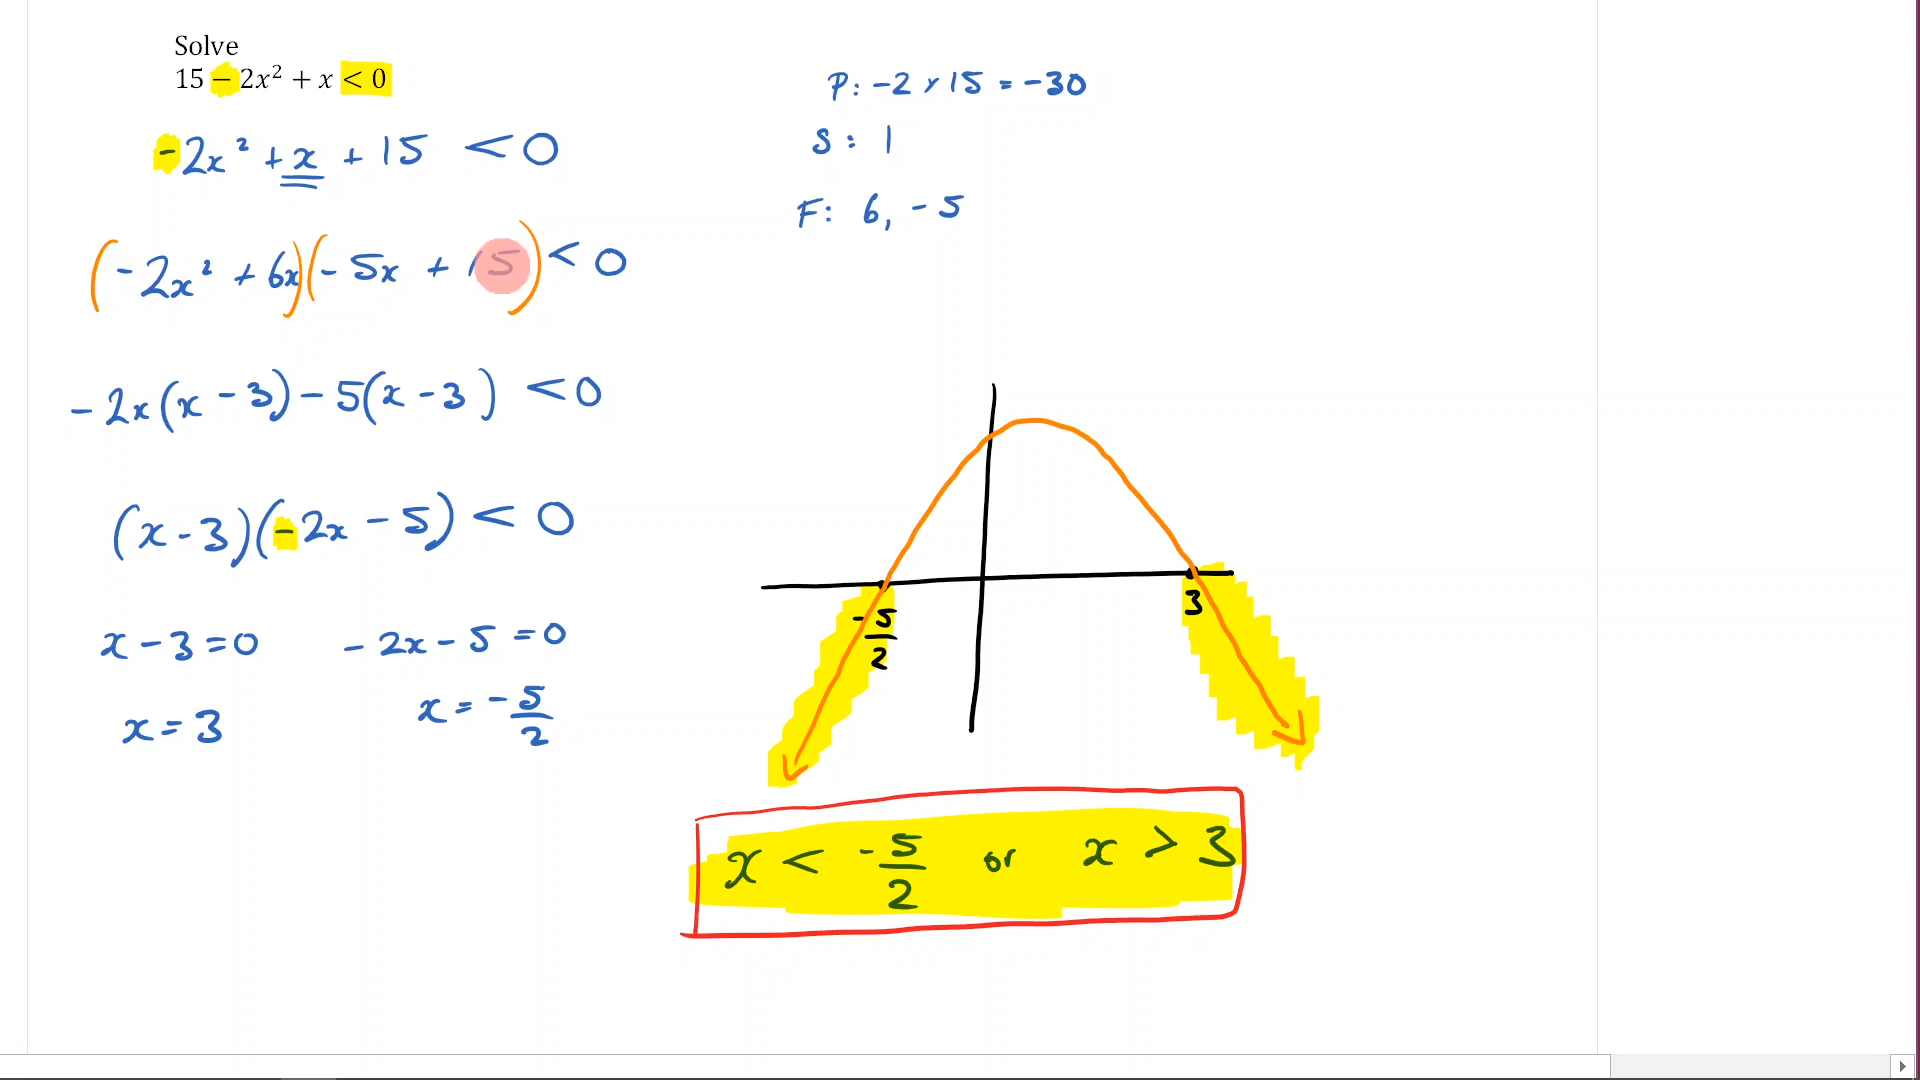 Solve
15 − 2x² + x < 0
-2x² + x + 15 < 0
(-2x² + 6x)(- 5x + 15) < 0
-2x(x - 3) - 5(x - 3) < 0
(x - 3)(-2x - 5) < 0
x - 3 = 0
-2x - 5 = 0
x = 3
x = -5/2
P: -2 × 15 = -30
S: 1
F: 6, -5
-5/2
3
x < -5/2 or x > 3